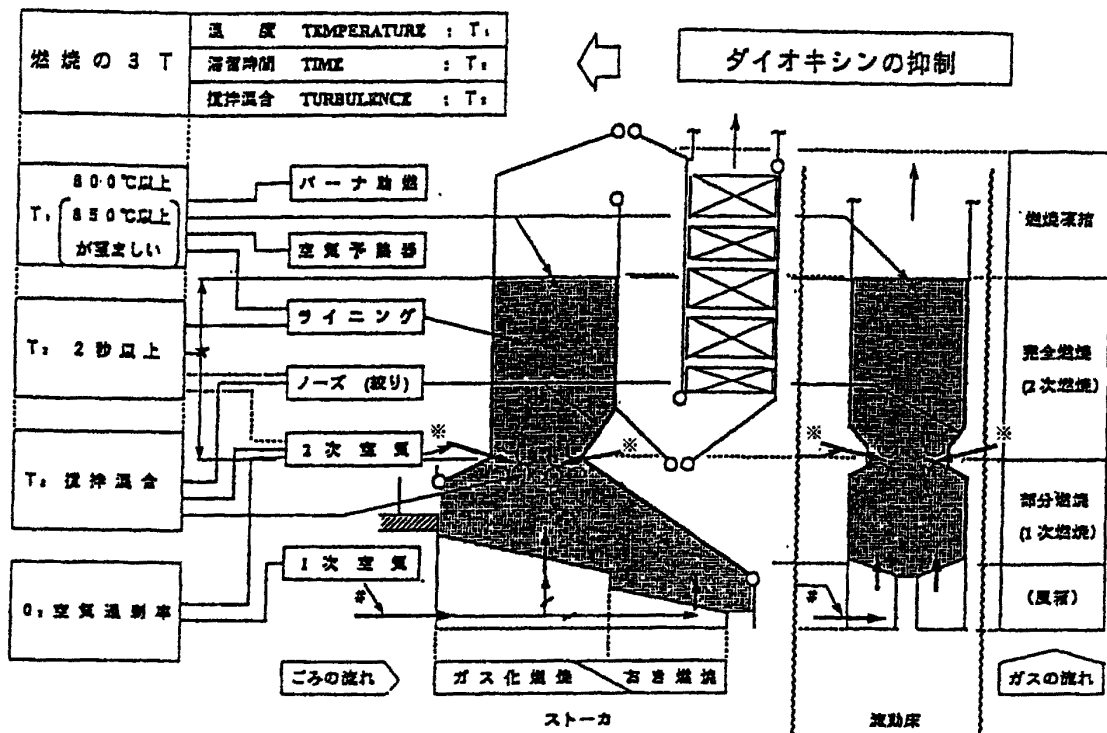 燃焼の3T
温度 TEMPERATURE : T₁
滞留時間 TIME : T₂
攪拌混合 TURBULENCE : T₃
ダイオキシンの抑制
800℃以上
T₁ 850℃以上
が望ましい
T₂ 2秒以上
T₃ 攪拌混合
O₂ 空気過剰率
バーナ助燃
空気予熱器
ライニング
ノーズ (絞り)
2次空気
1次空気
※
※
※
※
#
#
完全燃焼
(2次燃焼)
部分燃焼
(1次燃焼)
(風箱)
ごみの流れ
ガス化燃焼
おき燃焼
ガスの流れ
ストーカ
流動床